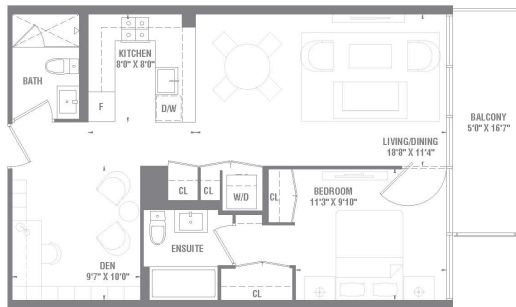 KITCHEN
8'0" X 8'0"
BATH
F
D/W
BALCONY
5'0" X 16'7"
LIVING/DINING
18'8" X 11'4"
CL
CL
W/D
CL
BEDROOM
11'3" X 9'10"
ENSUITE
DEN
9'7" X 10'0"
CL